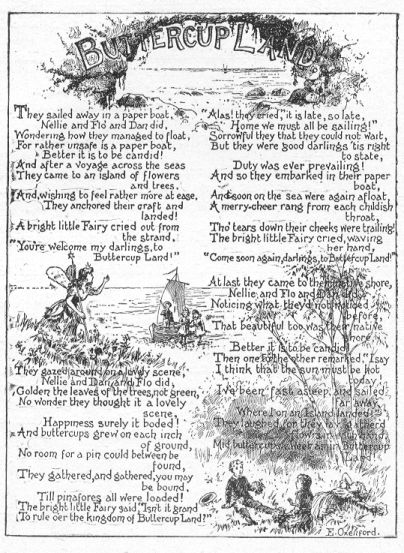 BUTTERCUP LAND
They sailed away in a paper boat,
Nellie and Flo and Dan did,
Wondering how they managed to float,
For rather unsafe is a paper boat,
Better it is to be candid!
And after a voyage across the seas
They came to an island of flowers
and trees,
And, wishing to feel rather more at ease,
They anchored their craft and
landed!
A bright little Fairy cried out from
the strand,
"You're welcome my darlings, to
Buttercup Land!"
They gazed around on a lovely scene,
Nellie and Dan and Flo did,
Golden the leaves of the trees, not green,
No wonder they thought it a lovely
scene,
Happiness surely it boded!
And buttercups grew on each inch
of ground,
No room for a pin could between be
found,
They gathered, and gathered, you may
be bound,
Till pinafores all were loaded!
The bright little Fairy said "Isn't it grand
To rule o'er the kingdom of Buttercup Land?"
"Alas! they cried, "it is late, so late,
Home we must all be sailing!"
Sorrowful they that they could not wait,
But they were good darlings 'tis right
to state,
Duty was ever prevailing!
And so they embarked in their paper
boat,
And soon on the sea were again afloat,
A merry cheer rang from each childish
throat,
Tho' tears down their cheeks were trailing!
The bright little Fairy cried, waving
her hand,
"Come soon again, darlings, to Buttercup Land!"
At last they came to the native shore,
Nellie and Flo and Dan did,
Noticing what they'd not noticed
before,
That beautiful too was their native
shore
Better it is to be candid!
Then one to the other remarked, "I say
I think that the sun must be hot
today,
I've been fast asleep, and sailed
far away,
Where on an Island landed!"
They laughed, for they lay gathered
in hand,
Mid buttercups, Buttercup
Land!
E. Oxenford.